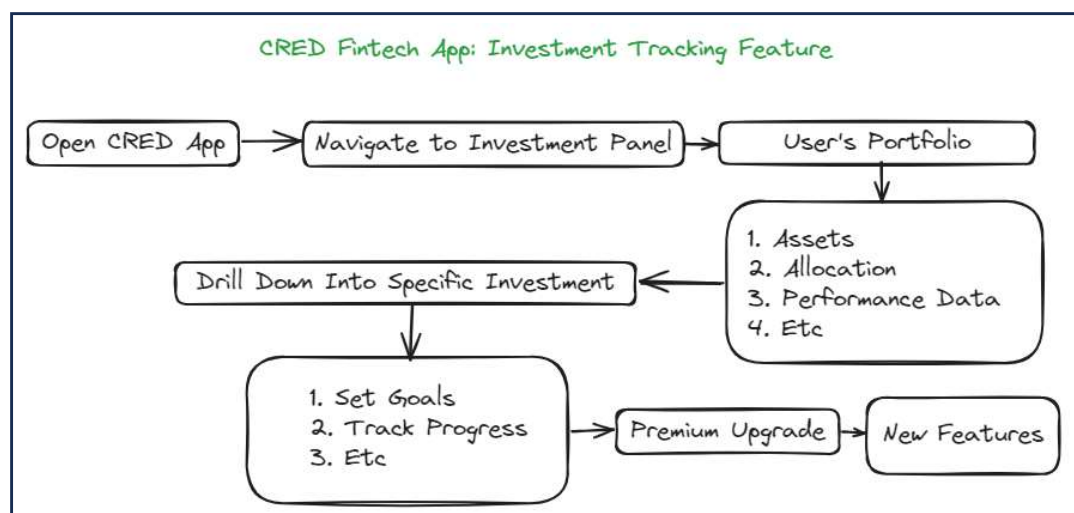 CRED Fintech App: Investment Tracking Feature
Open CRED App
Navigate to Investment Panel
User's Portfolio
1. Assets
2. Allocation
3. Performance Data
4. Etc
Drill Down Into Specific Investment
1. Set Goals
2. Track Progress
3. Etc
Premium Upgrade
New Features